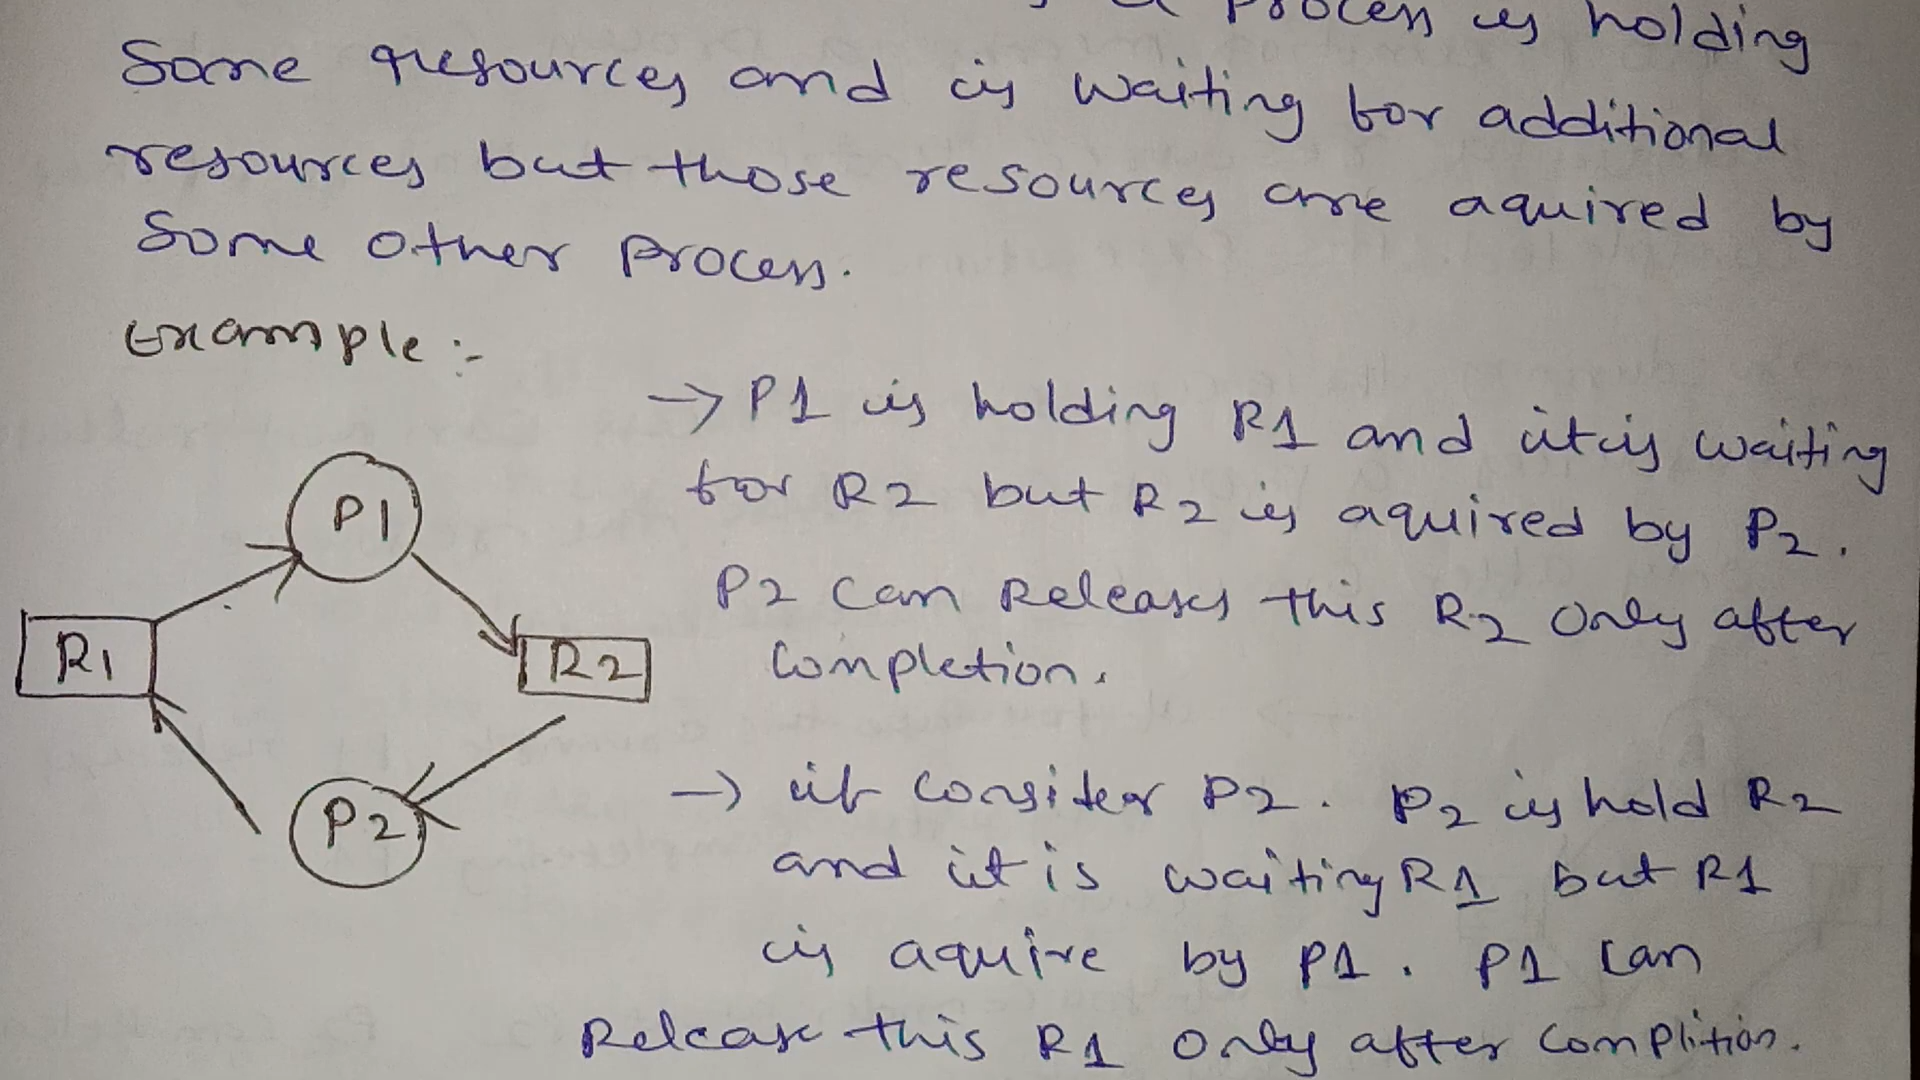 a process is holding
Some resources and is waiting for additional
resources but those resources are aquired by
Some other process.
Example :-
→ P1 is holding R1 and it is waiting
for R2 but R2 is aquired by P2.
P2 can Releases this R2 only after
completion.
P1
R1
R2
P2
→ if consider P2. P2 is hold R2
and it is waiting R1 but R1
is aquire by P1. P1 can
Release this R1 only after complition.